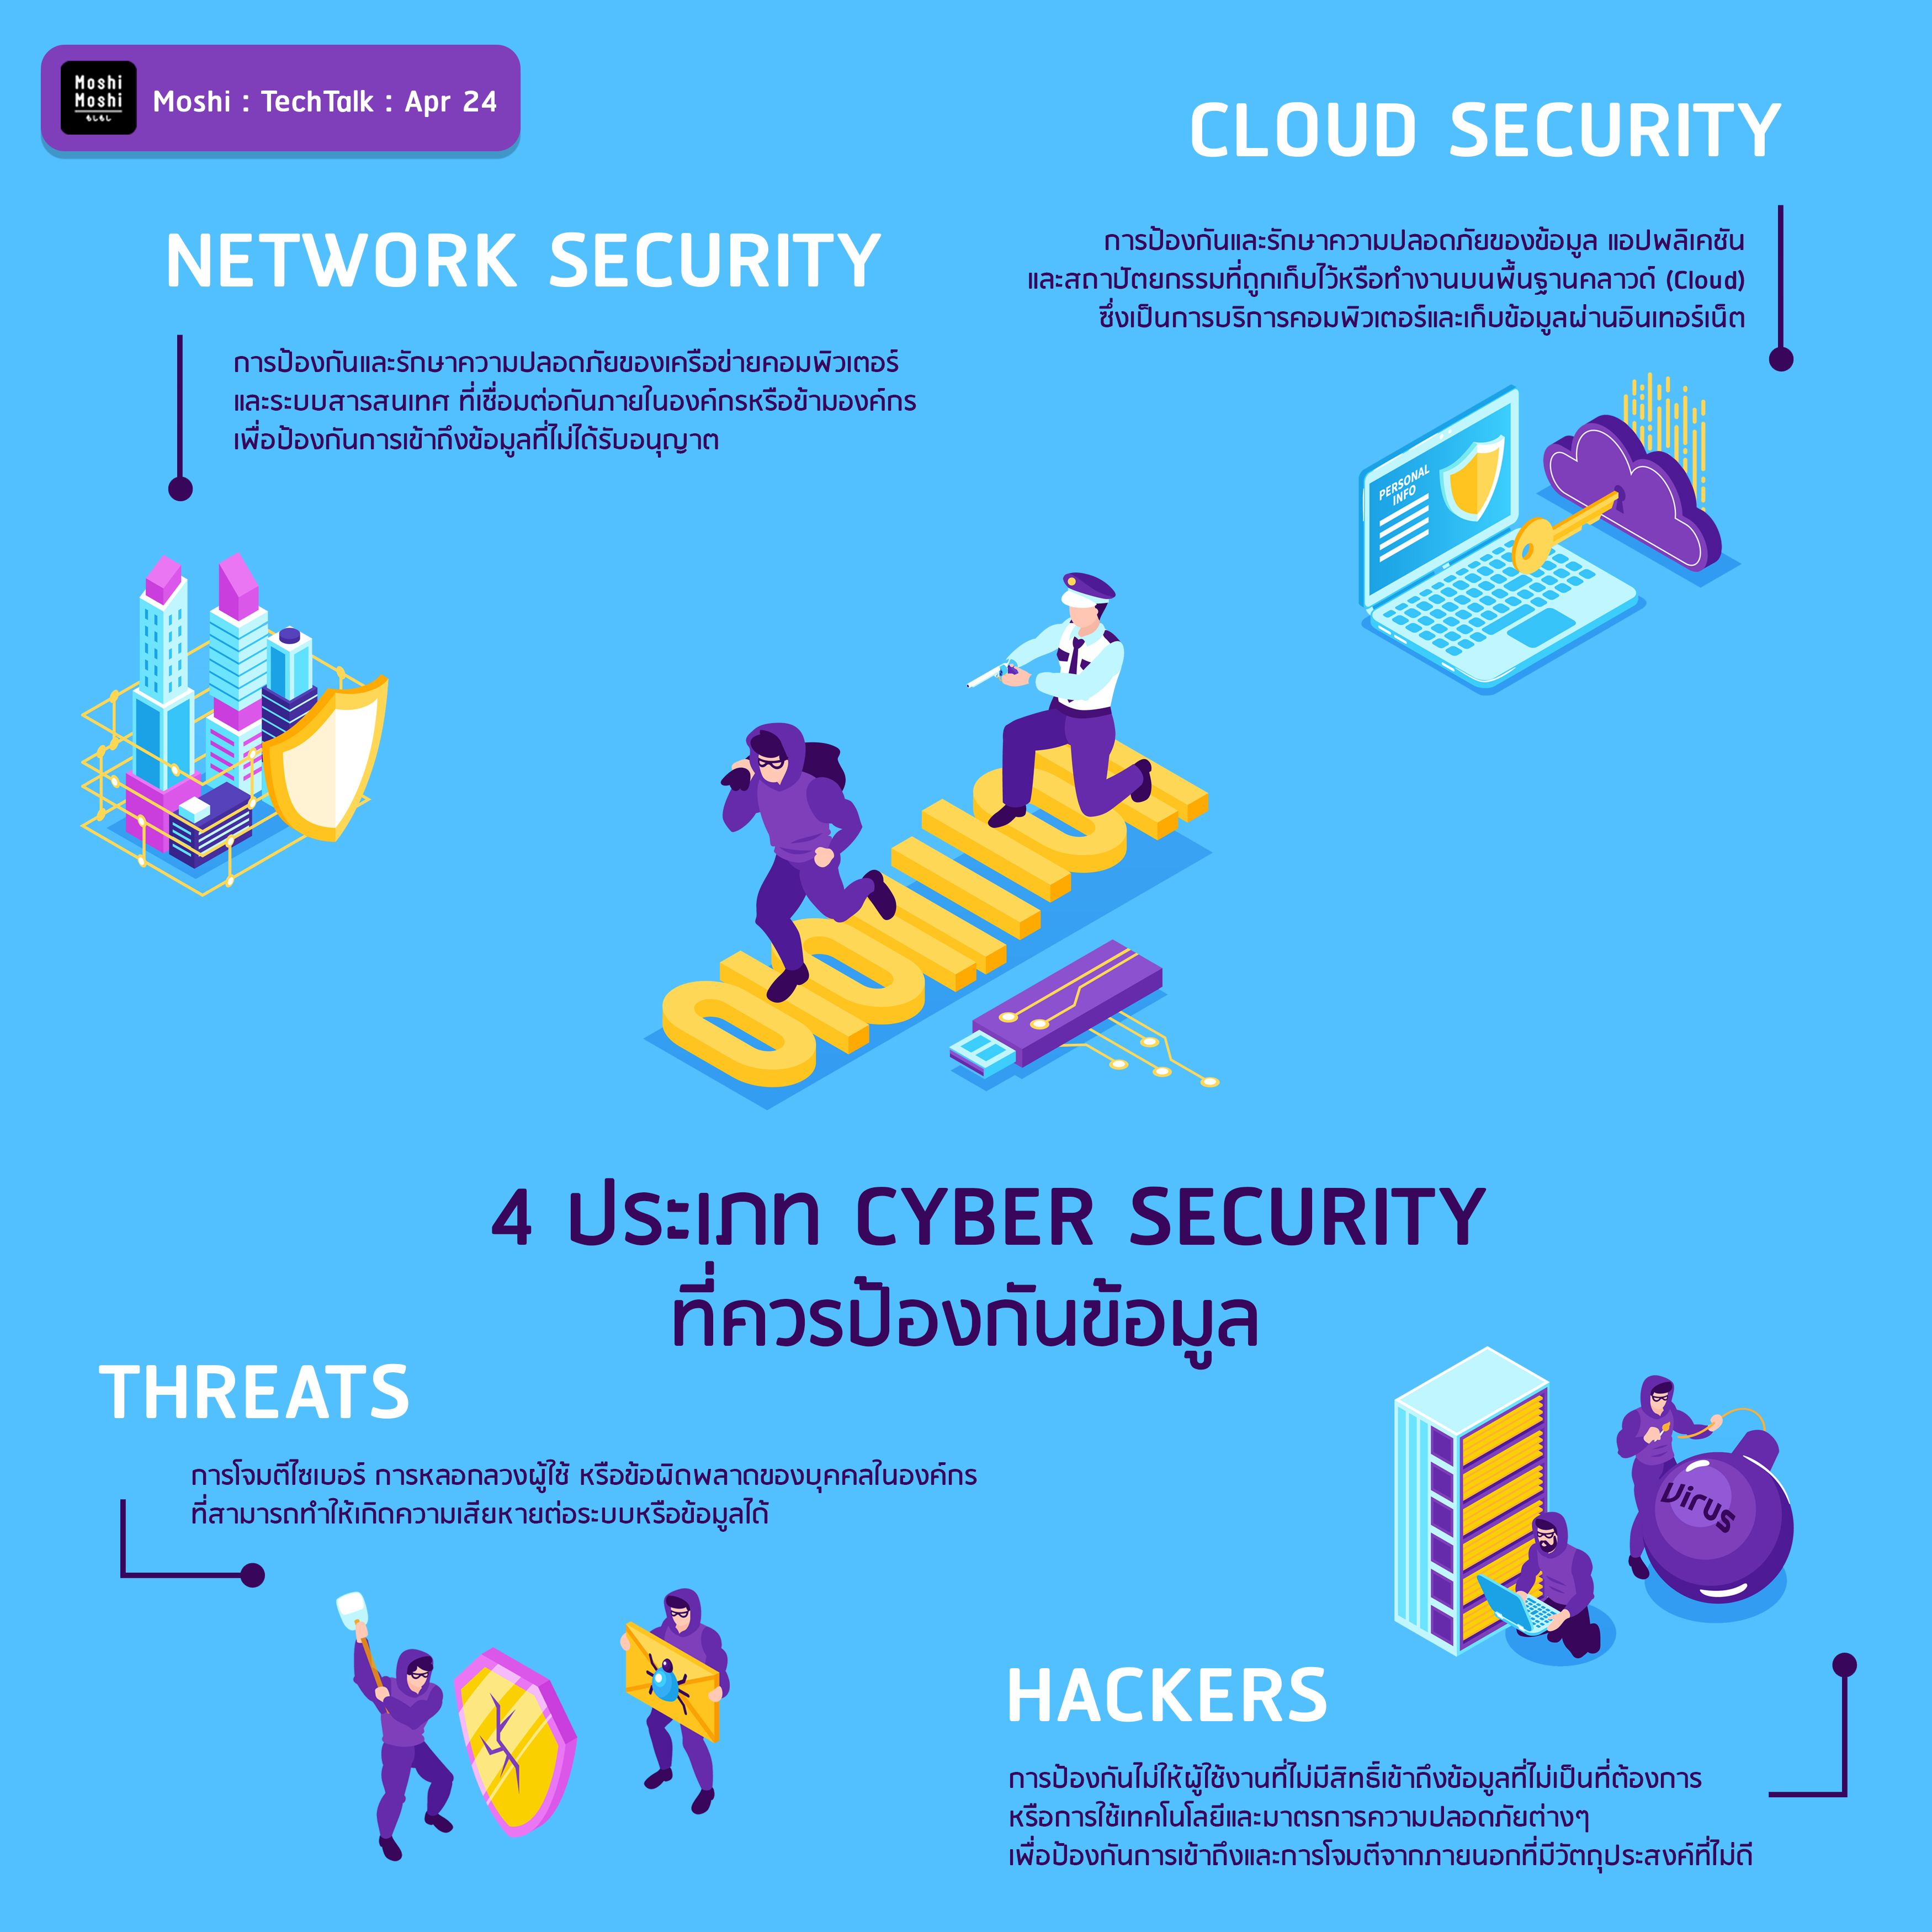 Moshi
Moshi
もしもし
Moshi : TechTalk : Apr 24
CLOUD SECURITY
การป้องกันและรักษาความปลอดภัยของข้อมูล แอปพลิเคชัน
และสถาปัตยกรรมที่ถูกเก็บไว้หรือทำงานบนพื้นฐานคลาวด์ (Cloud)
ซึ่งเป็นการบริการคอมพิวเตอร์และเก็บข้อมูลผ่านอินเทอร์เน็ต
NETWORK SECURITY
การป้องกันและรักษาความปลอดภัยของเครือข่ายคอมพิวเตอร์
และระบบสารสนเทศ ที่เชื่อมต่อกันภายในองค์กรหรือข้ามองค์กร
เพื่อป้องกันการเข้าถึงข้อมูลที่ไม่ได้รับอนุญาต
PERSONAL
INFO
4 ประเภท CYBER SECURITY
ที่ควรป้องกันข้อมูล
THREATS
การโจมตีไซเบอร์ การหลอกลวงผู้ใช้ หรือข้อผิดพลาดของบุคคลในองค์กร
ที่สามารถทำให้เกิดความเสียหายต่อระบบหรือข้อมูลได้
Virus
HACKERS
การป้องกันไม่ให้ผู้ใช้งานที่ไม่มีสิทธิ์เข้าถึงข้อมูลที่ไม่เป็นที่ต้องการ
หรือการใช้เทคโนโลยีและมาตรการความปลอดภัยต่างๆ
เพื่อป้องกันการเข้าถึงและการโจมตีจากภายนอกที่มีวัตถุประสงค์ที่ไม่ดี